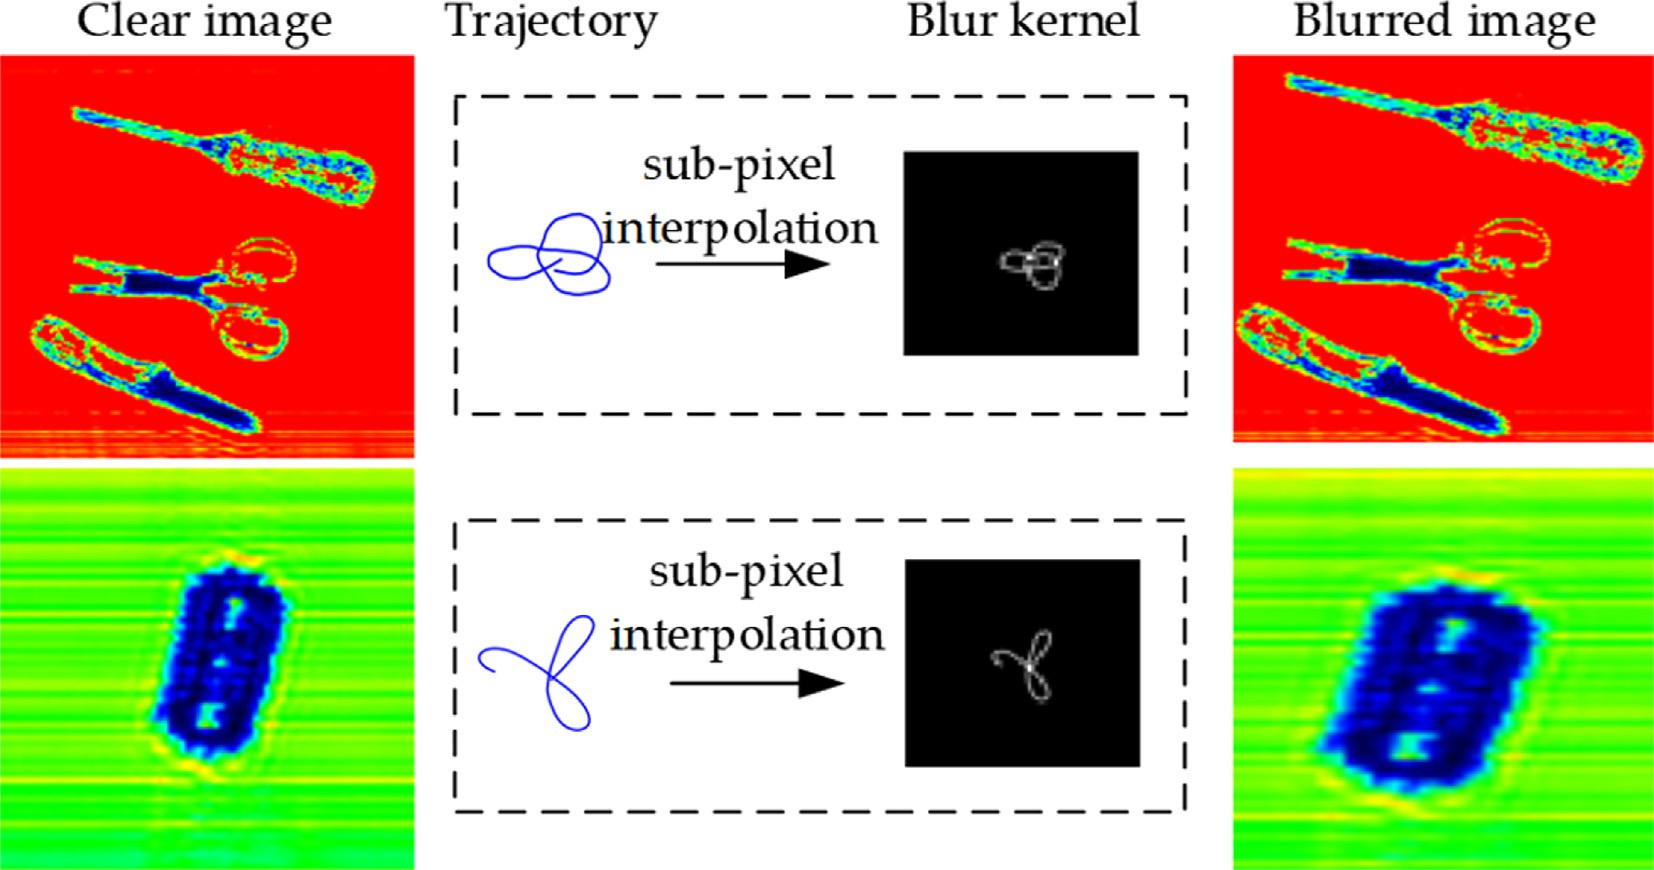 Clear image
Trajectory
Blur kernel
Blurred image
sub-pixel
interpolation
sub-pixel
interpolation